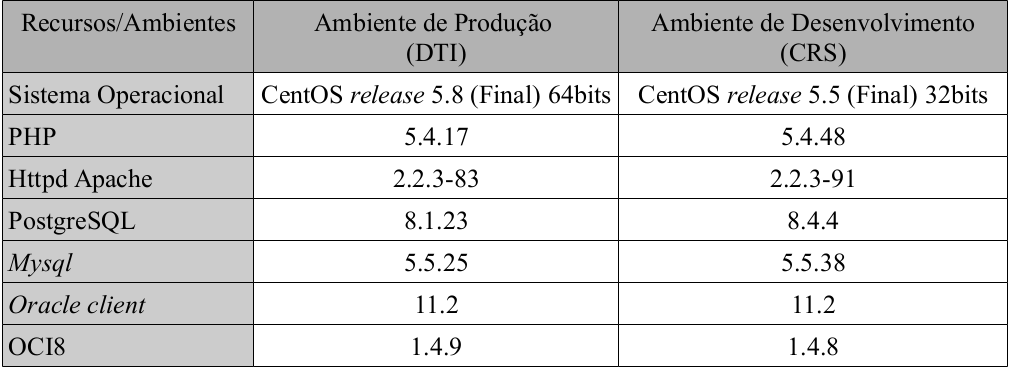 Recursos/Ambientes Ambiente de Produção (DTI) Ambiente de Desenvolvimento (CRS)
Sistema Operacional CentOS release 5.8 (Final) 64bits CentOS release 5.5 (Final) 32bits
PHP 5.4.17 5.4.48
Httpd Apache 2.2.3-83 2.2.3-91
PostgreSQL 8.1.23 8.4.4
Mysql 5.5.25 5.5.38
Oracle client 11.2 11.2
OCI8 1.4.9 1.4.8